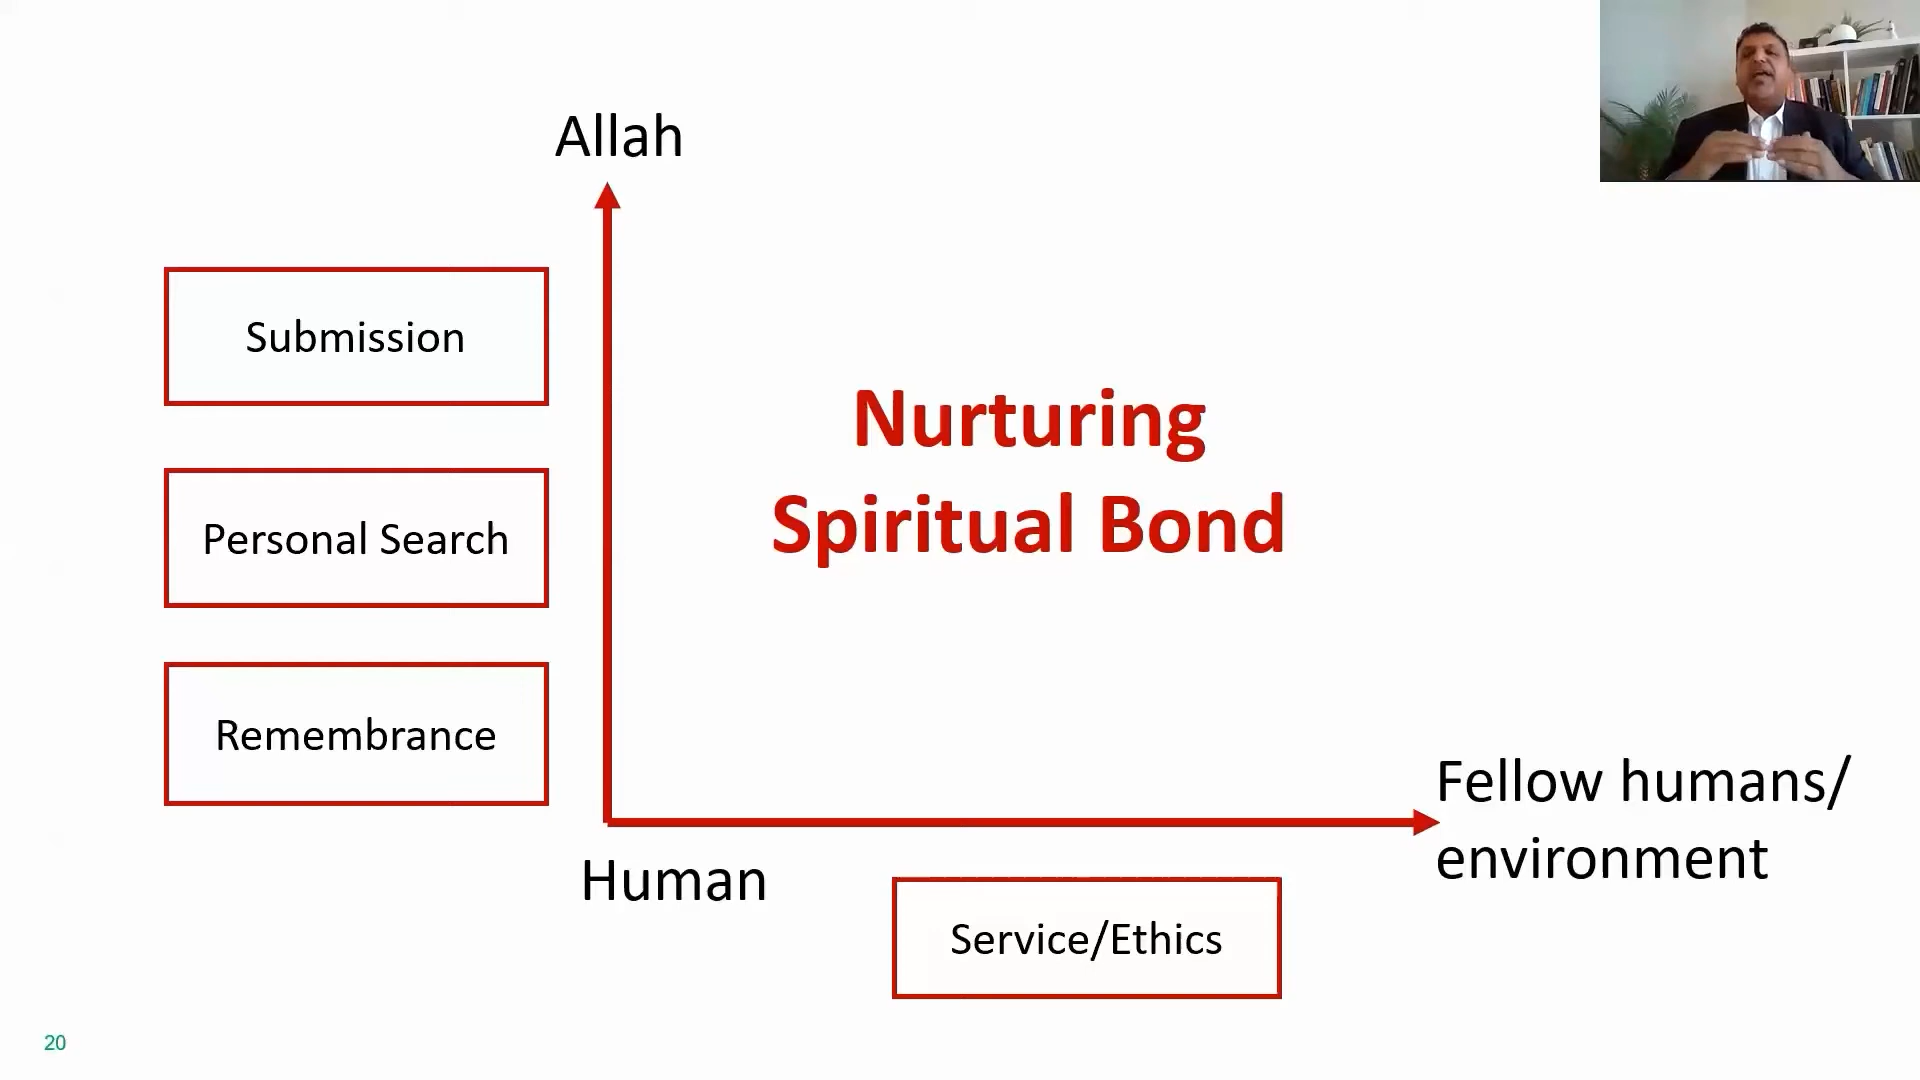 Allah
Submission
Nurturing
Spiritual Bond
Personal Search
Remembrance
Fellow humans/
environment
Human
Service/Ethics
20